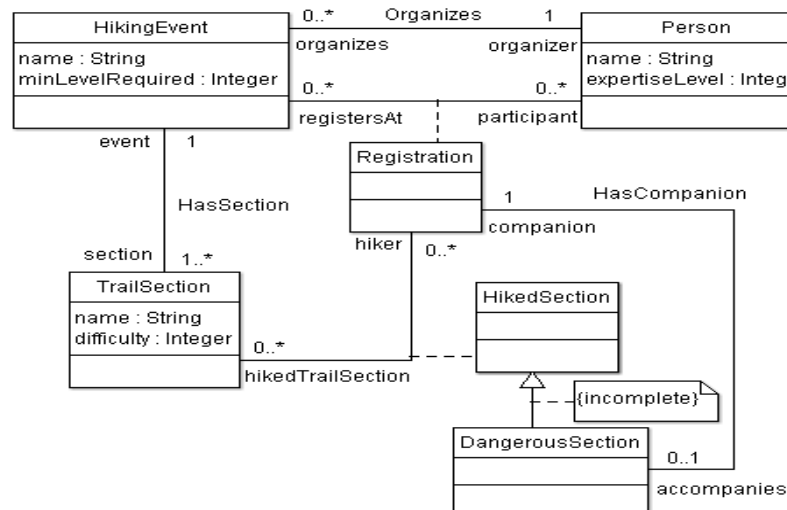 0..* Organizes 1
HikingEvent
Person
organizes
organizer
name : String
minLevelRequired : Integer
name : String
expertiseLevel : Integ
0..*
0..*
registersAt
participant
event
1
Registration
1
HasCompanion
HasSection
companion
hiker
0..*
section
1..*
TrailSection
HikedSection
name : String
difficulty : Integer
0..*
hikedTrailSection
{incomplete}
DangerousSection
0..1
accompanies